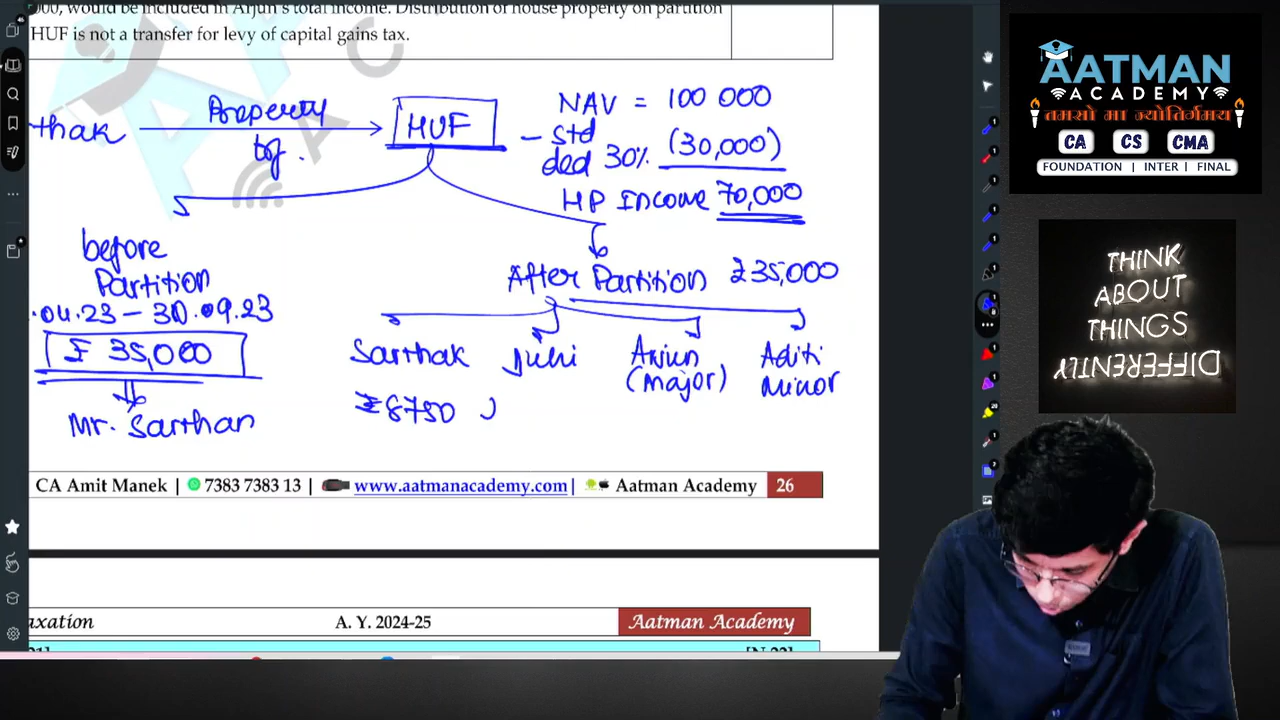 000, would be included in Arjun's total income. Distribution of house property on partition
HUF is not a transfer for levy of capital gains tax.
thak
Property
tsf.
HUF
NAV = 100 000
- Std
ded 30% (30,000)
HP Income 70,000
before
Partition
.04.23 - 30.09.23
₹ 35,000
Mr. Sarthan
After Partition ₹35,000
Sarthak Juhi Arjun (major) Aditi minor
₹8750
CA Amit Manek | 7383 7383 13 | www.aatmanacademy.com | Aatman Academy 26
axation A. Y. 2024-25 Aatman Academy
AATMAN
ACADEMY
तमसो मा ज्योतिर्गमय
CA CS CMA
FOUNDATION | INTER | FINAL
THINK
ABOUT
THINGS
DIFFERENTLY